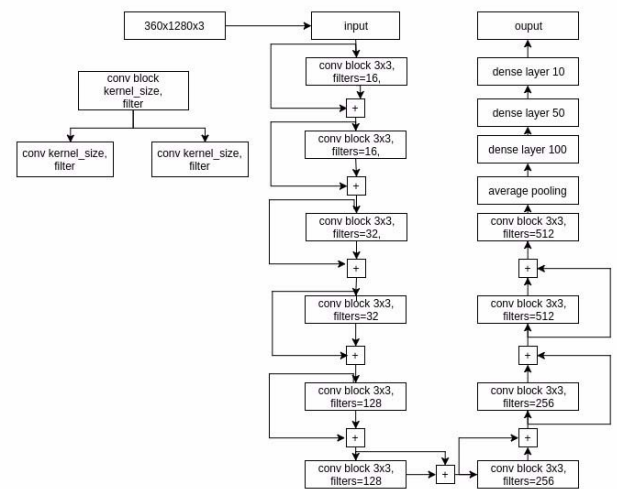 360x1280x3
input
conv block
kernel_size,
filter
conv kernel_size,
filter
conv kernel_size,
filter
conv block 3x3,
filters=16,
+
conv block 3x3,
filters=16,
+
conv block 3x3,
filters=32,
+
conv block 3x3,
filters=32
+
conv block 3x3,
filters=128
+
conv block 3x3,
filters=128
+
ouput
dense layer 10
dense layer 50
dense layer 100
average pooling
conv block 3x3,
filters=512
+
conv block 3x3,
filters=512
+
conv block 3x3,
filters=256
+
conv block 3x3,
filters=256